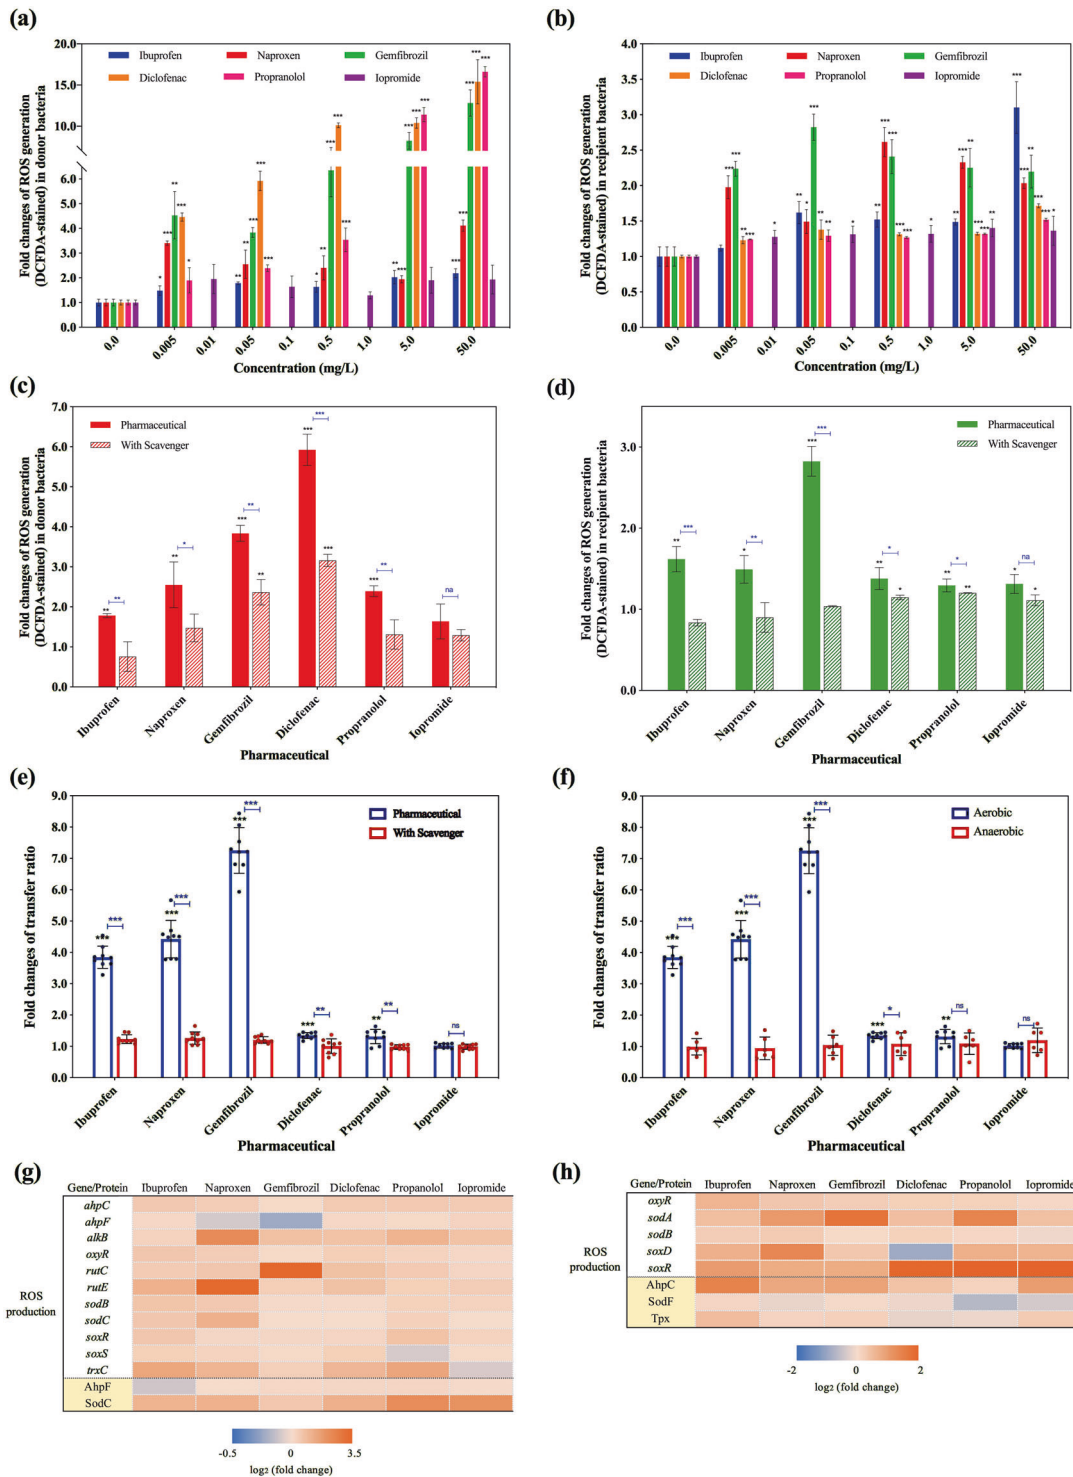 (a)
Fold changes of ROS generation
(DCFDA-stained) in donor bacteria
Ibuprofen
Naproxen
Gemfibrozil
Diclofenac
Propranolol
Iopromide
20.0
10.0
6.0
5.0
4.0
3.0
2.0
1.0
0.0
0.0
0.005
0.01
0.05
0.1
0.5
1.0
5.0
50.0
Concentration (mg/L)
(b)
Fold changes of ROS generation
(DCFDA-stained) in recipient bacteria
Ibuprofen
Naproxen
Gemfibrozil
Diclofenac
Propranolol
Iopromide
4.0
3.5
3.0
2.5
2.0
1.5
1.0
0.5
0.0
0.0
0.005
0.01
0.05
0.1
0.5
1.0
5.0
50.0
Concentration (mg/L)
(c)
Fold changes of ROS generation
(DCFDA-stained) in donor bacteria
Pharmaceutical
With Scavenger
7.0
6.0
5.0
4.0
3.0
2.0
1.0
0.0
na
Ibuprofen
Naproxen
Gemfibrozil
Diclofenac
Propranolol
Iopromide
Pharmaceutical
(d)
Fold changes of ROS generation
(DCFDA-stained) in recipient bacteria
Pharmaceutical
With Scavenger
3.0
2.0
1.0
0.0
na
Ibuprofen
Naproxen
Gemfibrozil
Diclofenac
Propranolol
Iopromide
Pharmaceutical
(e)
Fold changes of transfer ratio
Pharmaceutical
With Scavenger
9.0
8.0
7.0
6.0
5.0
4.0
3.0
2.0
1.0
0.0
ns
Ibuprofen
Naproxen
Gemfibrozil
Diclofenac
Propranolol
Iopromide
Pharmaceutical
(f)
Fold changes of transfer ratio
Aerobic
Anaerobic
9.0
8.0
7.0
6.0
5.0
4.0
3.0
2.0
1.0
0.0
ns
ns
Ibuprofen
Naproxen
Gemfibrozil
Diclofenac
Propranolol
Iopromide
Pharmaceutical
(g)
Gene/Protein Ibuprofen Naproxen Gemfibrozil Diclofenac Propanolol Iopromide
ROS
production
ahpC
ahpF
alkB
oxyR
rutC
rutE
sodB
sodC
soxR
soxS
trxC
AhpF
SodC
-0.5 0 3.5
log2 (fold change)
(h)
Gene/Protein Ibuprofen Naproxen Gemfibrozil Diclofenac Propanolol Iopromide
ROS
production
oxyR
sodA
sodB
soxD
soxR
AhpC
SodF
Tpx
-2 0 2
log2 (fold change)